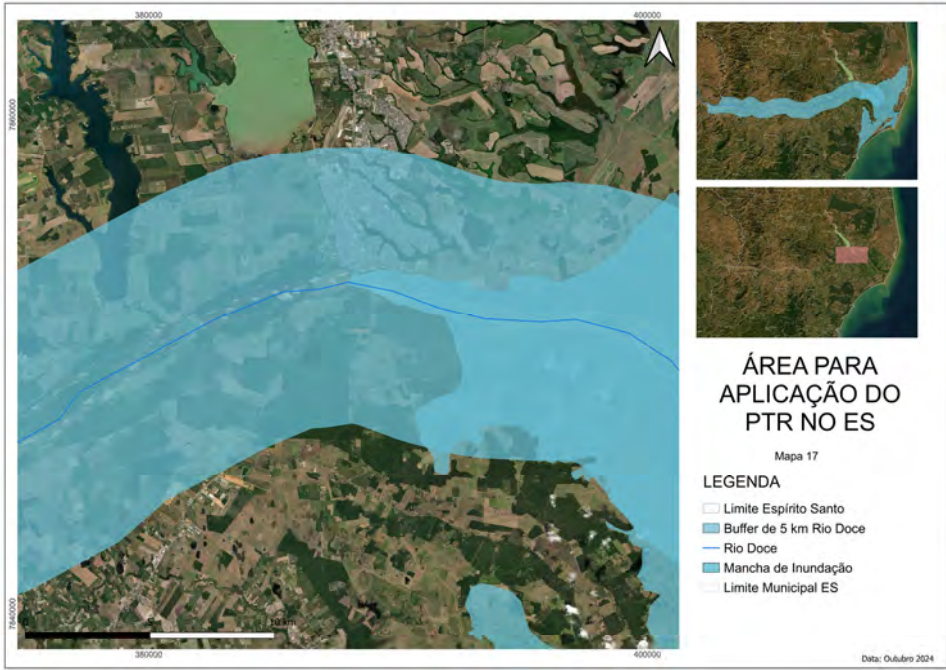 380000
400000
7860000
7840000
10 km
380000
400000
ÁREA PARA
APLICAÇÃO DO
PTR NO ES
Mapa 17
LEGENDA
Limite Espírito Santo
Buffer de 5 km Rio Doce
Rio Doce
Mancha de Inundação
Limite Municipal ES
Data: Outubro 2024